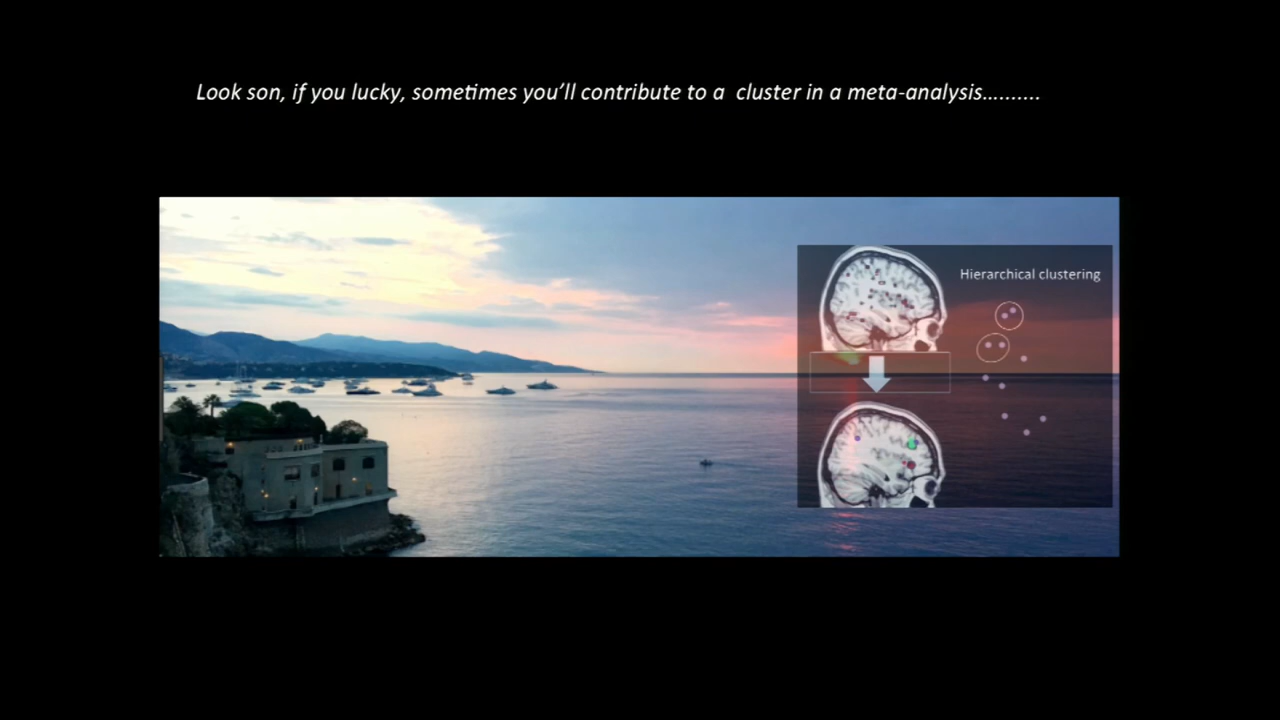 Look son, if you lucky, sometimes you’ll contribute to a  cluster in a meta-analysis……....
Hierarchical clustering